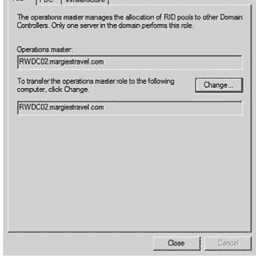 PDC
Infrastructure
The operations master manages the allocation of RID pools to other Domain
Controllers. Only one server in the domain performs this role.
Operations master:
RWDC02.margiestravel.com
To transfer the operations master role to the following
computer, click Change.
Change...
RWDC02.margiestravel.com
Close
Cancel